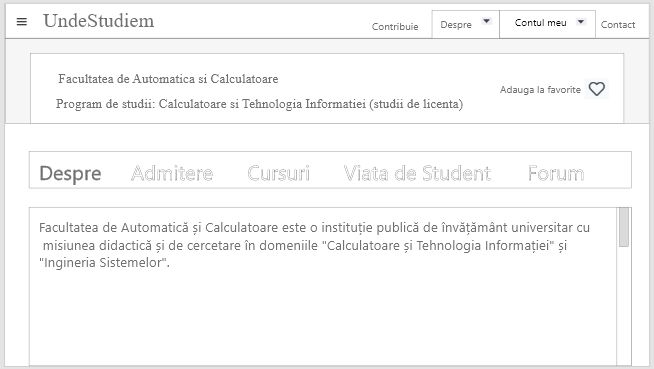 UndeStudiem
Contribuie
Despre
Contul meu
Contact
Facultatea de Automatica si Calculatoare
Adauga la favorite
Program de studii: Calculatoare si Tehnologia Informatiei (studii de licenta)
Despre
Admitere
Cursuri
Viata de Student
Forum
Facultatea de Automatică și Calculatoare este o instituție publică de învățământ universitar cu
misiunea didactică și de cercetare în domeniile "Calculatoare și Tehnologia Informației" și
"Ingineria Sistemelor".